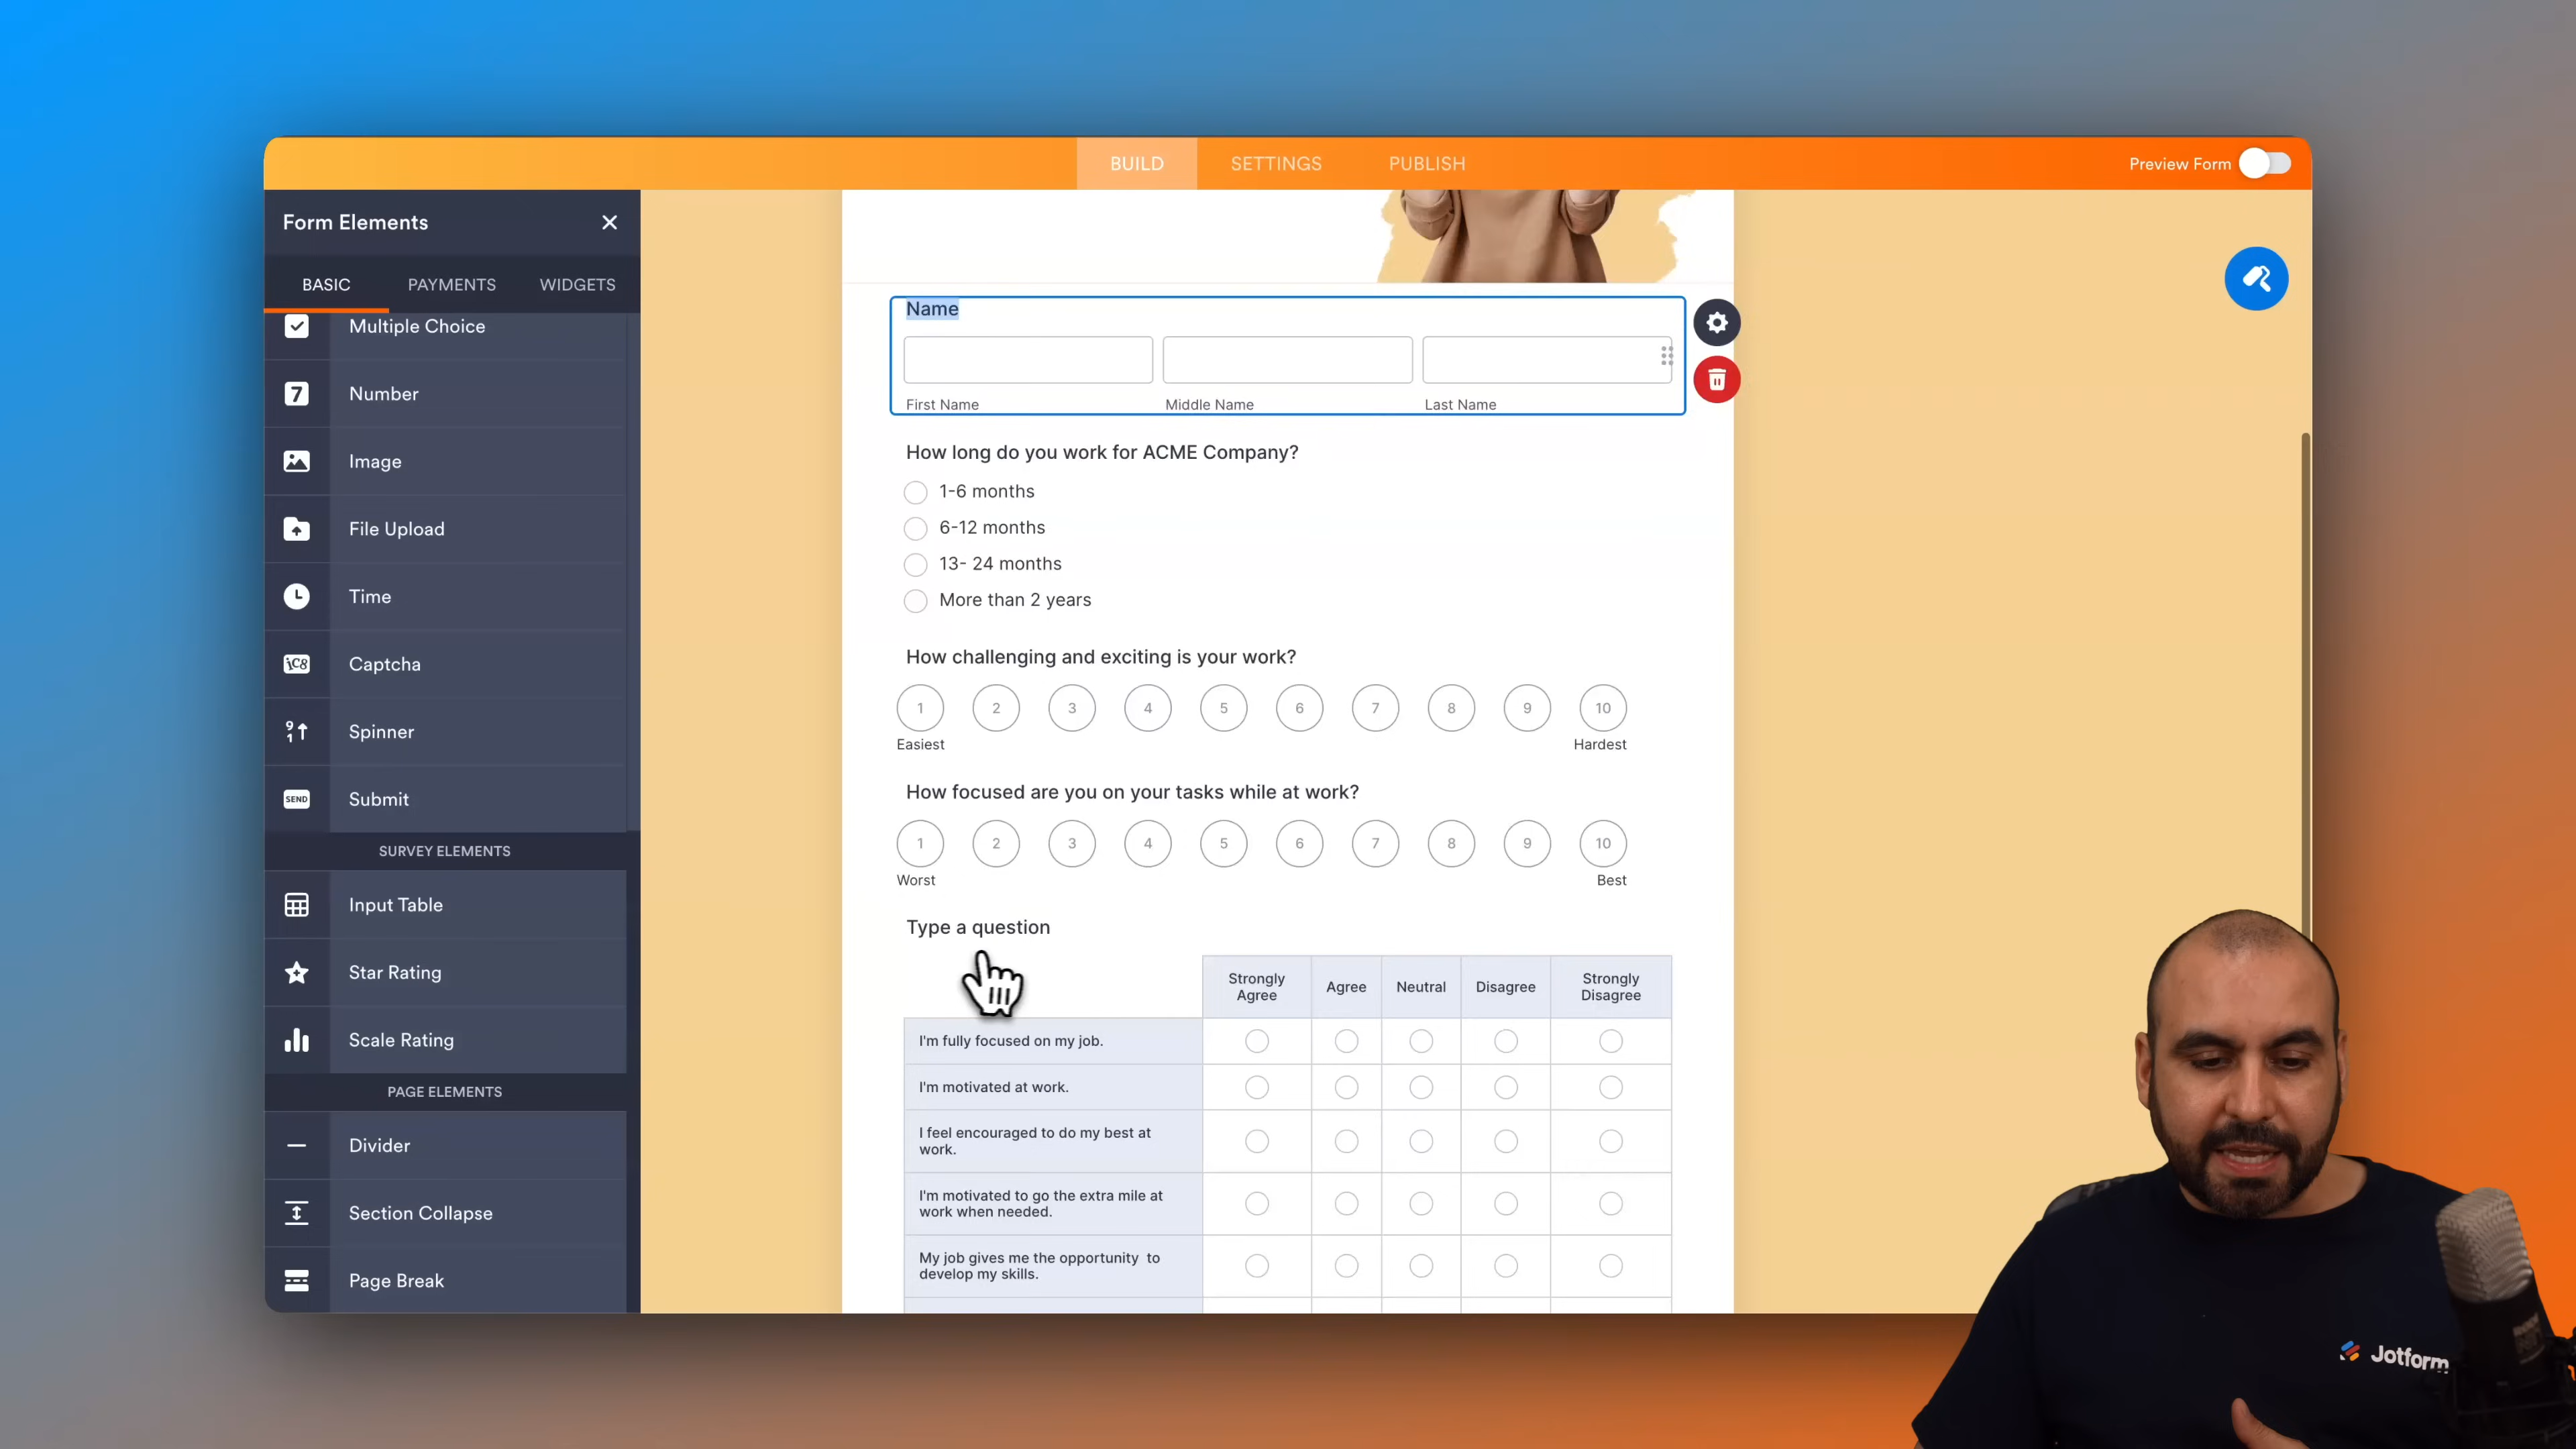 BUILD
SETTINGS
PUBLISH
Preview Form
Form Elements
BASIC
PAYMENTS
WIDGETS
Multiple Choice
7
Number
Image
File Upload
Time
Captcha
Spinner
SEND
Submit
SURVEY ELEMENTS
Input Table
Star Rating
Scale Rating
PAGE ELEMENTS
Divider
Section Collapse
Page Break
Name
First Name
Middle Name
Last Name
How long do you work for ACME Company?
1-6 months
6-12 months
13- 24 months
More than 2 years
How challenging and exciting is your work?
1 2 3 4 5 6 7 8 9 10
Easiest
Hardest
How focused are you on your tasks while at work?
1 2 3 4 5 6 7 8 9 10
Worst
Best
Type a question
Strongly
Agree
Agree
Neutral
Disagree
Strongly
Disagree
I'm fully focused on my job.
I'm motivated at work.
I feel encouraged to do my best at
work.
I'm motivated to go the extra mile at
work when needed.
My job gives me the opportunity to
develop my skills.
Jotform